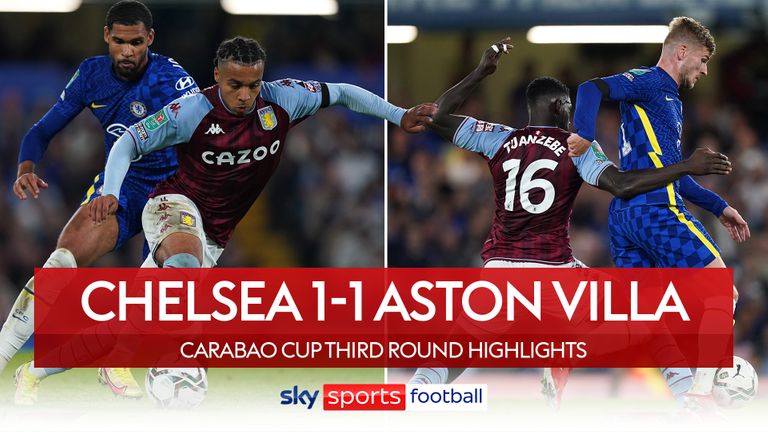 CAZOO
TUANZEBE
16
CHELSEA 1-1 ASTON VILLA
CARABAO CUP THIRD ROUND HIGHLIGHTS
sky sports football